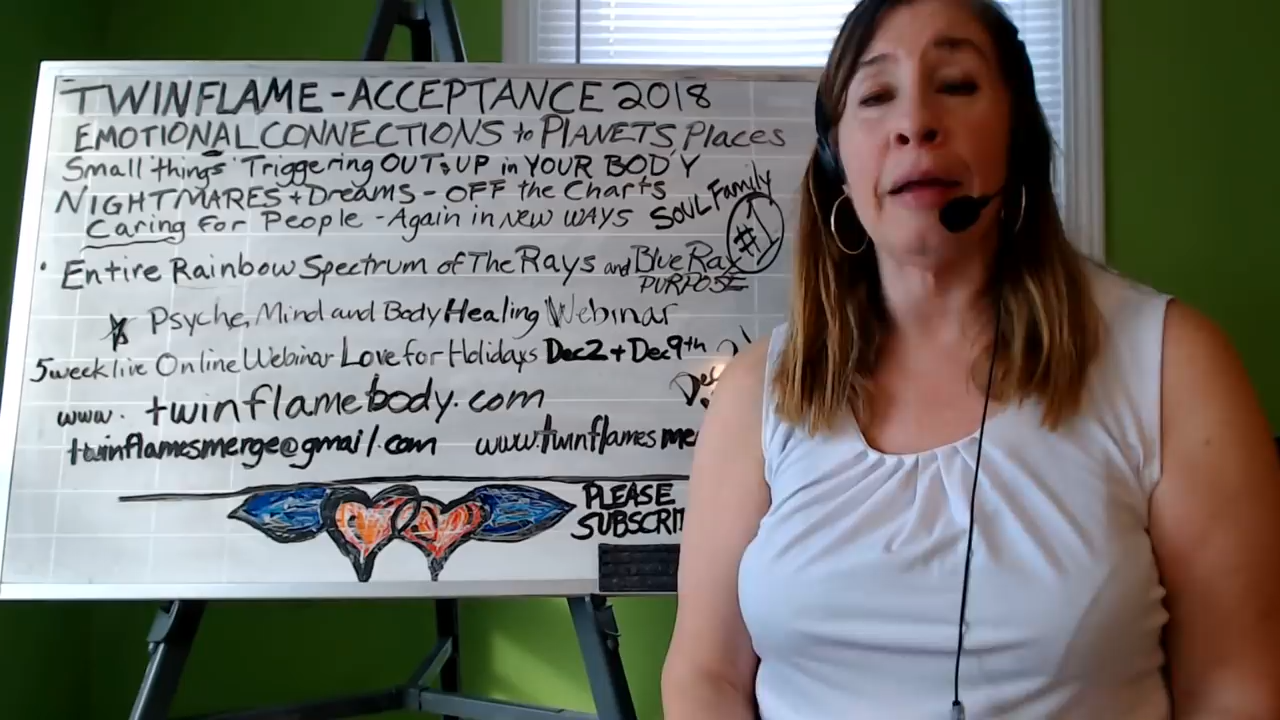 TWINFLAME - ACCEPTANCE 2018
EMOTIONAL CONNECTIONS to PLANETS, Places
Small things Triggering OUT & UP in YOUR BODY
NIGHTMARES + Dreams - OFF the Charts
Caring for People - Again in NEW WAYS SOUL Family
#1
• Entire Rainbow Spectrum of The Rays and Blue Ray
PURPOSE
Psyche, Mind and Body Healing Webinar
5 week live Online Webinar Love for Holidays Dec 2 + Dec 9th
Dec
www. twinflamebody.com
twinflamesmerge@gmail.com www.twinflames
PLEASE